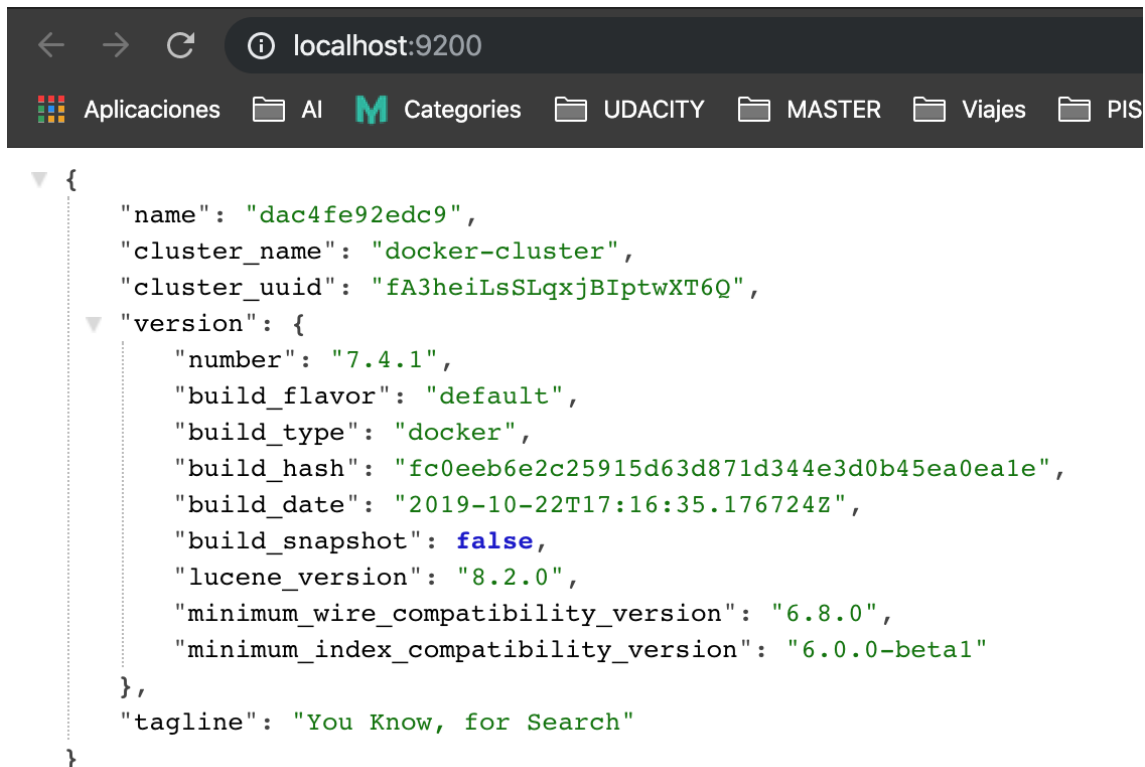 localhost:9200
Aplicaciones AI Categories UDACITY MASTER Viajes PIS
{
"name": "dac4fe92edc9",
"cluster_name": "docker-cluster",
"cluster_uuid": "fA3heiLsSLqxjBIptwXT6Q",
"version": {
"number": "7.4.1",
"build_flavor": "default",
"build_type": "docker",
"build_hash": "fc0eeb6e2c25915d63d871d344e3d0b45ea0ea1e",
"build_date": "2019-10-22T17:16:35.176724Z",
"build_snapshot": false,
"lucene_version": "8.2.0",
"minimum_wire_compatibility_version": "6.8.0",
"minimum_index_compatibility_version": "6.0.0-beta1"
},
"tagline": "You Know, for Search"
}